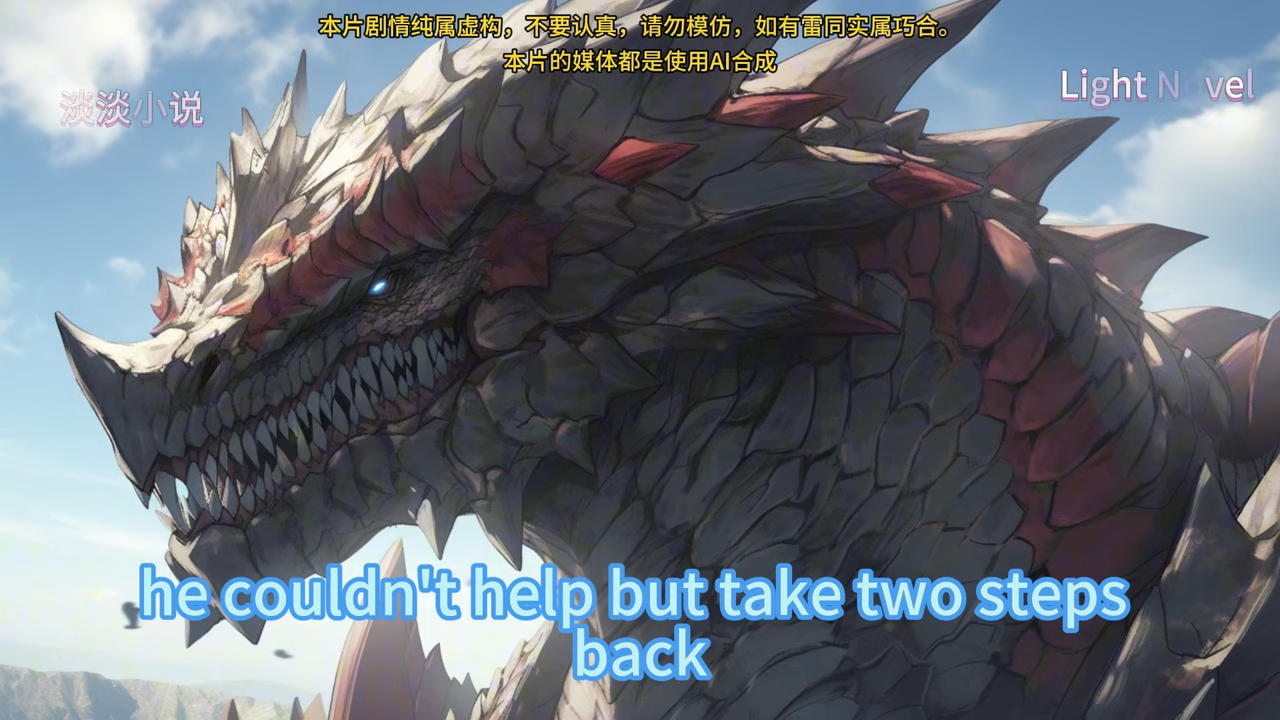 本片剧情纯属虚构，不要认真，请勿模仿，如有雷同实属巧合。
本片的媒体都是使用AI合成
淡淡小说
Light Novel
he couldn't help but take two steps
back